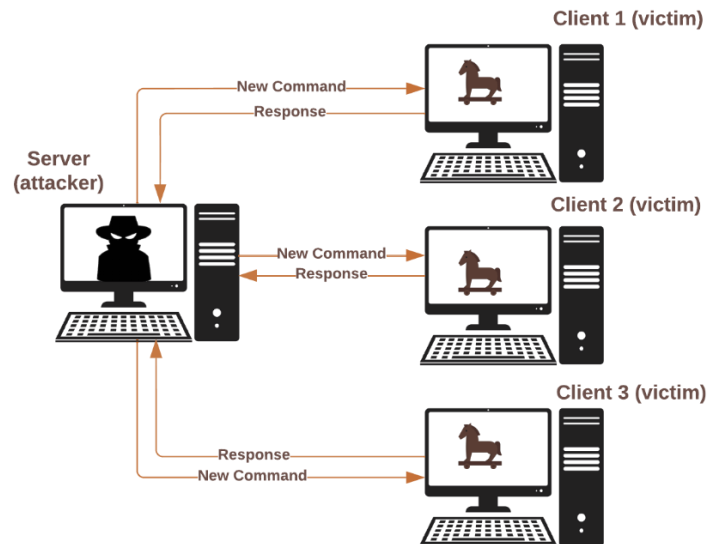 Client 1 (victim)
New Command
Response
Server
(attacker)
Client 2 (victim)
New Command
Response
Client 3 (victim)
Response
New Command